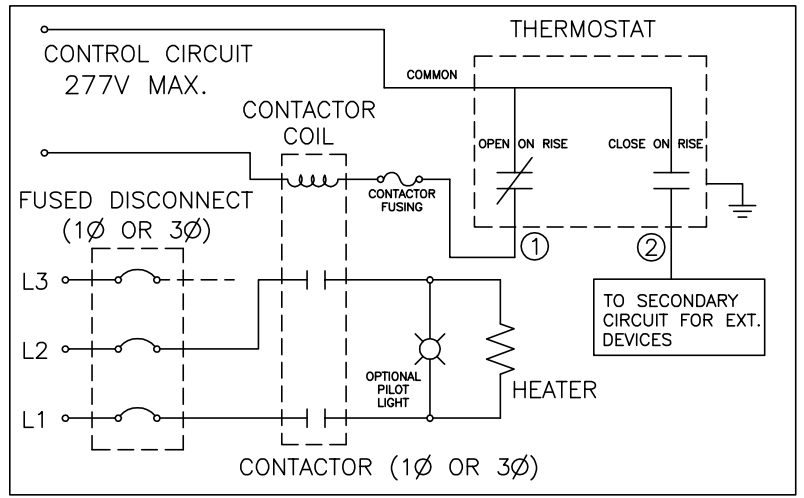 THERMOSTAT
CONTROL CIRCUIT
277V MAX.
COMMON
CONTACTOR
COIL
OPEN ON RISE
CLOSE ON RISE
CONTACTOR
FUSING
FUSED DISCONNECT
(1Ø OR 3Ø)
1
2
L3
TO SECONDARY
CIRCUIT FOR EXT.
DEVICES
L2
OPTIONAL
PILOT
LIGHT
HEATER
L1
CONTACTOR (1Ø OR 3Ø)